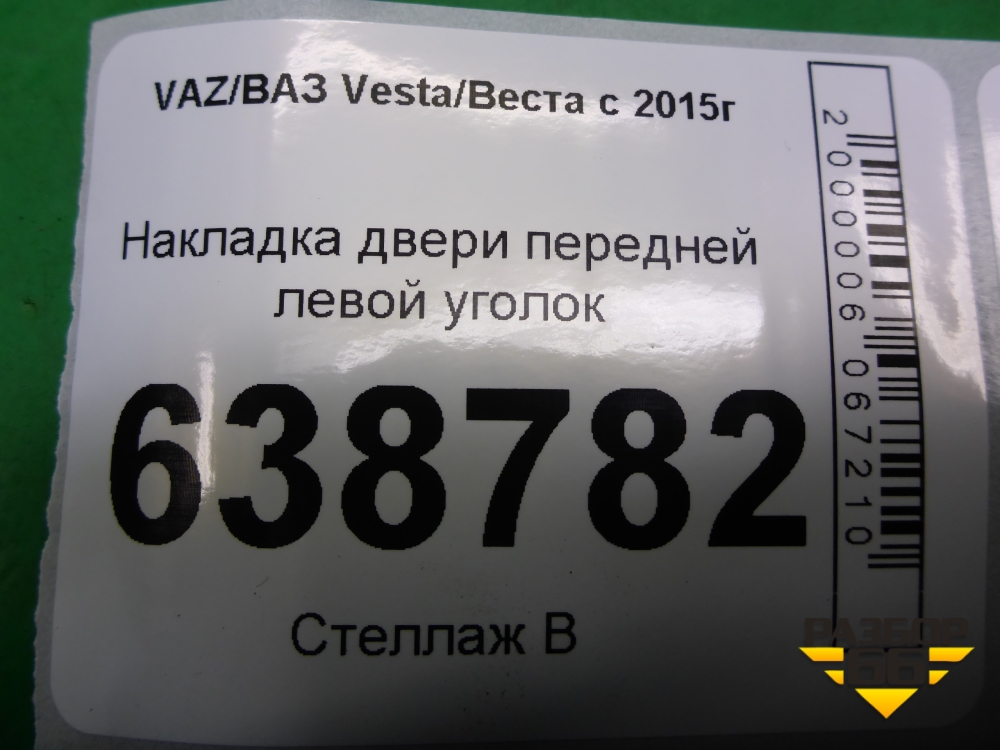 VAZ/ВАЗ Vesta/Веста с 2015г
Накладка двери передней
левой уголок
638782
Стеллаж В
2000006067210
РАЗБОР
66